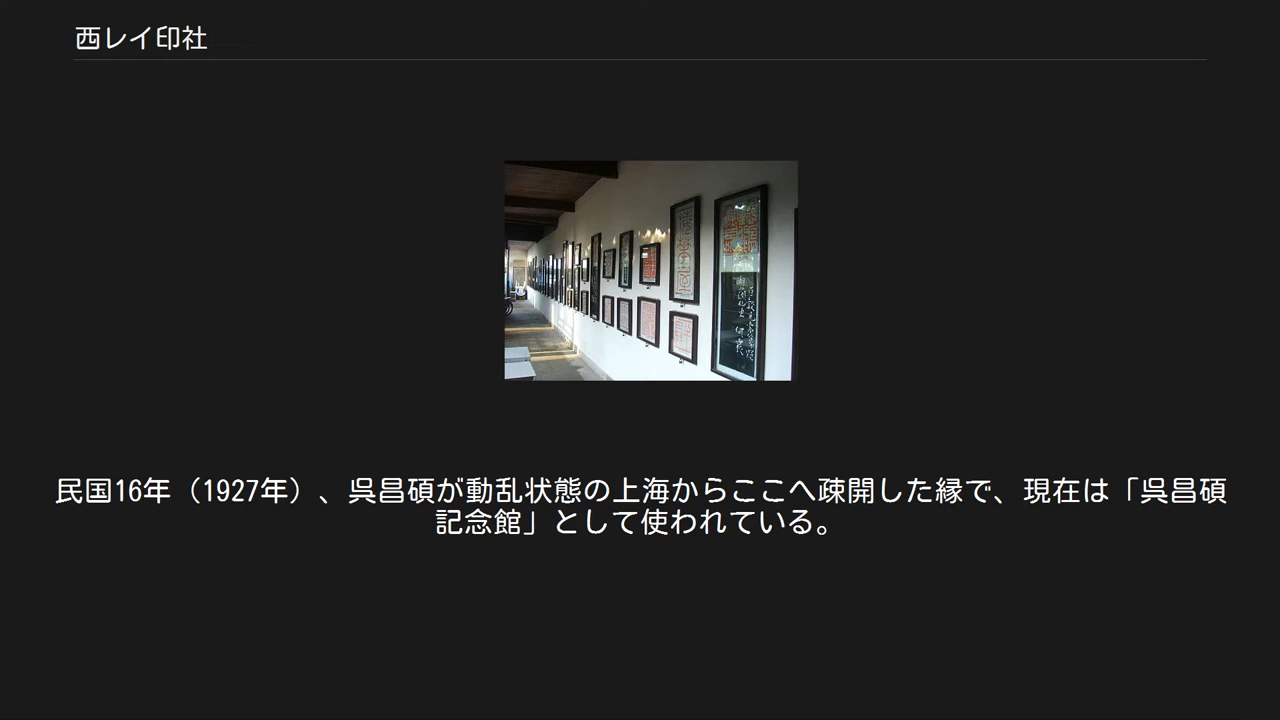 西レイ印社
民国16年（1927年）、呉昌碩が動乱状態の上海からここへ疎開した縁で、現在は「呉昌碩
記念館」として使われている。